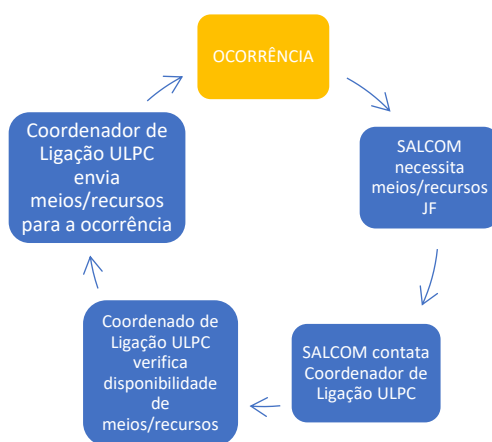 OCORRÊNCIA
SALCOM
necessita
meios/recursos
JF
SALCOM contata
Coordenador de
Ligação ULPC
Coordenado de
Ligação ULPC
verifica
disponibilidade
de
meios/recursos
Coordenador de
Ligação ULPC
envia
meios/recursos
para a ocorrência